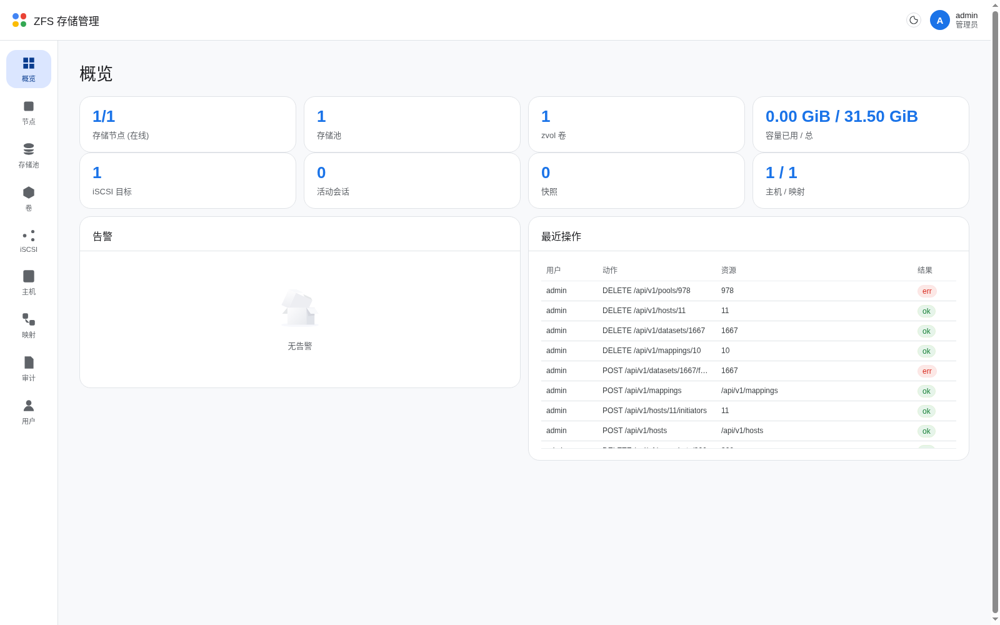 ZFS 存储管理
A
admin
管理员
概览
节点
存储池
卷
iSCSI
主机
映射
审计
用户
概览
1/1
存储节点 (在线)
1
存储池
1
zvol 卷
0.00 GiB / 31.50 GiB
容量已用 / 总
1
iSCSI 目标
0
活动会话
0
快照
1 / 1
主机 / 映射
告警
无告警
最近操作
用户 动作 资源 结果
admin DELETE /api/v1/pools/978 978 err
admin DELETE /api/v1/hosts/11 11 ok
admin DELETE /api/v1/datasets/1667 1667 ok
admin DELETE /api/v1/mappings/10 10 ok
admin POST /api/v1/datasets/1667/f… 1667 err
admin POST /api/v1/mappings /api/v1/mappings ok
admin POST /api/v1/hosts/11/initiators 11 ok
admin POST /api/v1/hosts /api/v1/hosts ok